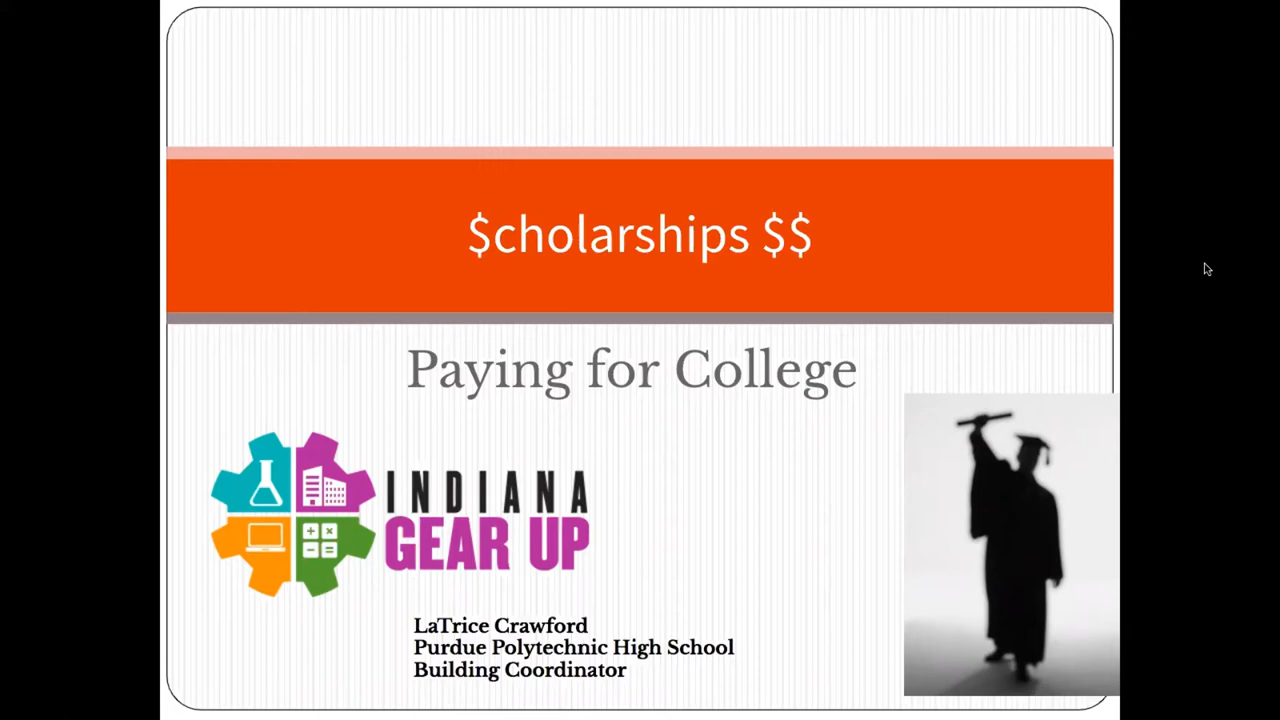 $cholarships $$
Paying for College
INDIANA
GEAR UP
LaTrice Crawford
Purdue Polytechnic High School
Building Coordinator